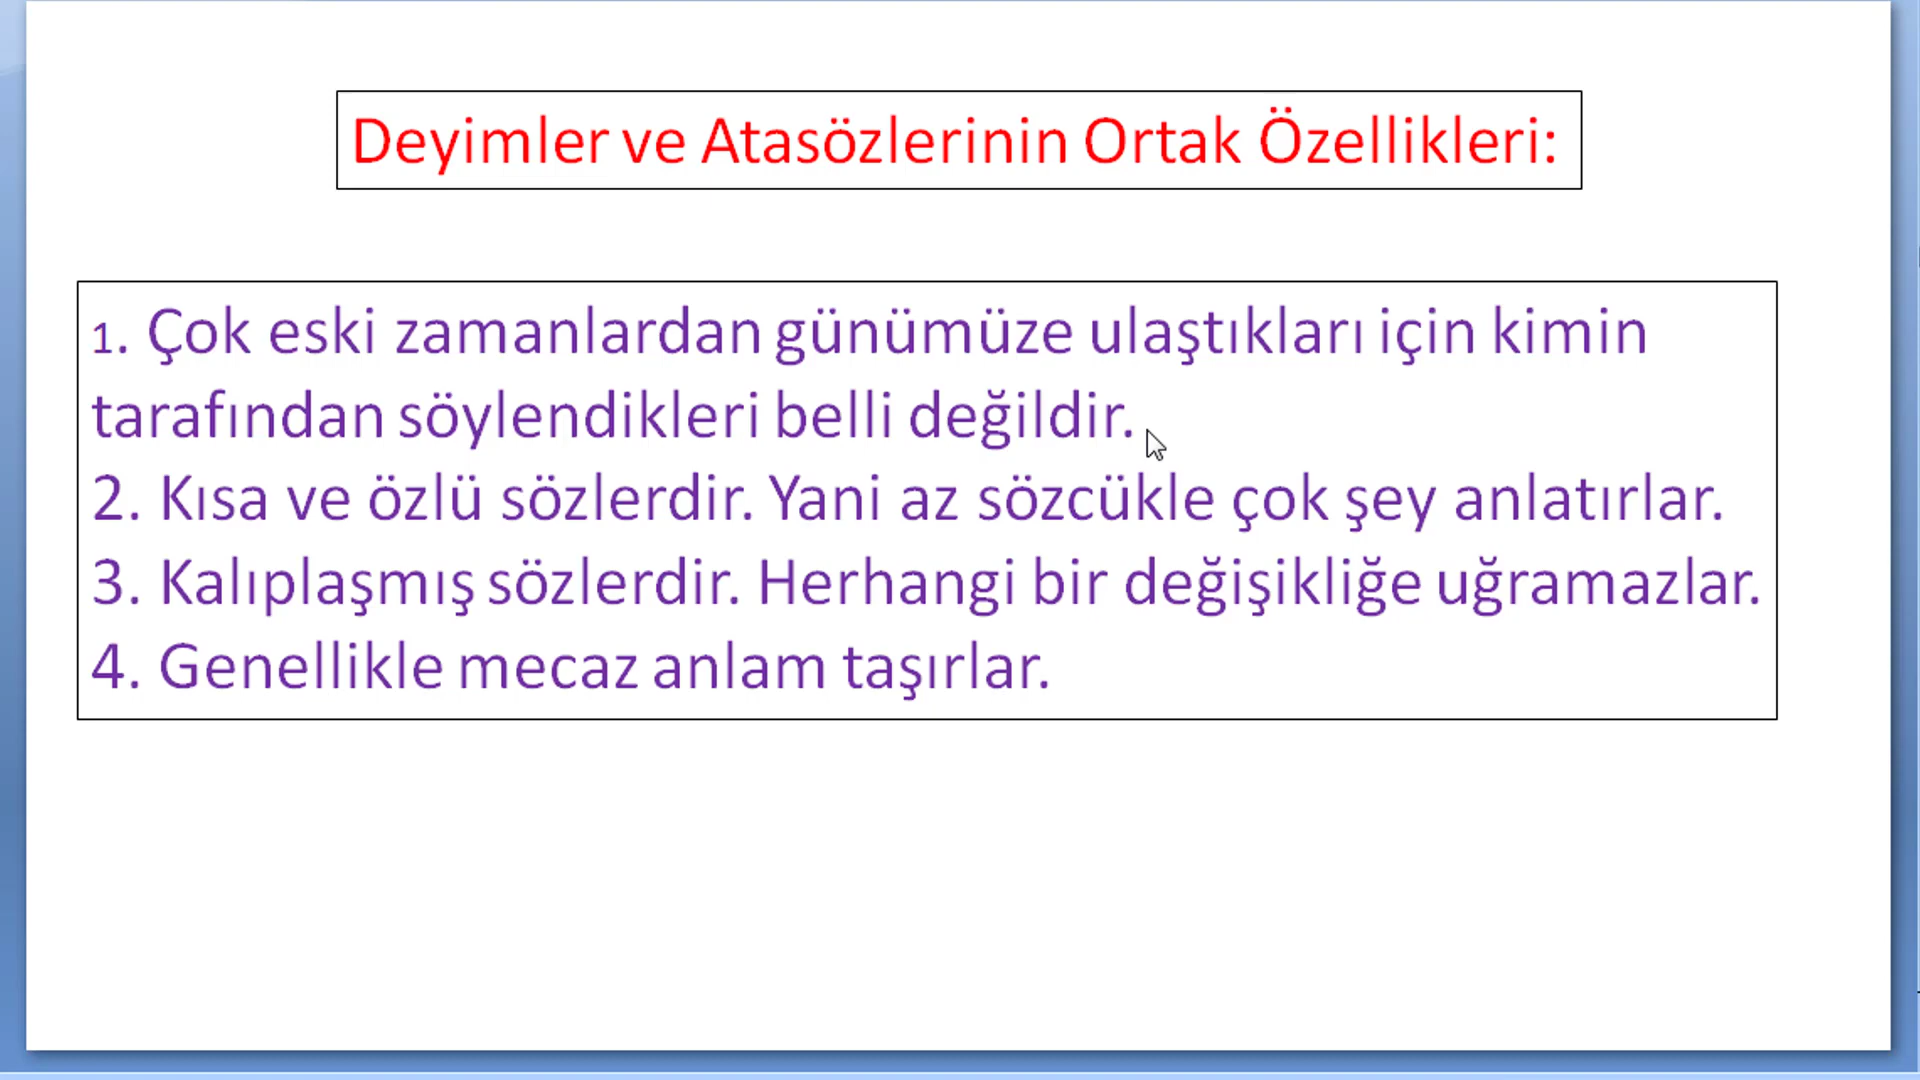 Deyimler ve Atasözlerinin Ortak Özellikleri:
1. Çok eski zamanlardan günümüze ulaştıkları için kimin
tarafından söylendikleri belli değildir.
2. Kısa ve özlü sözlerdir. Yani az sözcükle çok şey anlatırlar.
3. Kalıplaşmış sözlerdir. Herhangi bir değişikliğe uğramazlar.
4. Genellikle mecaz anlam taşırlar.